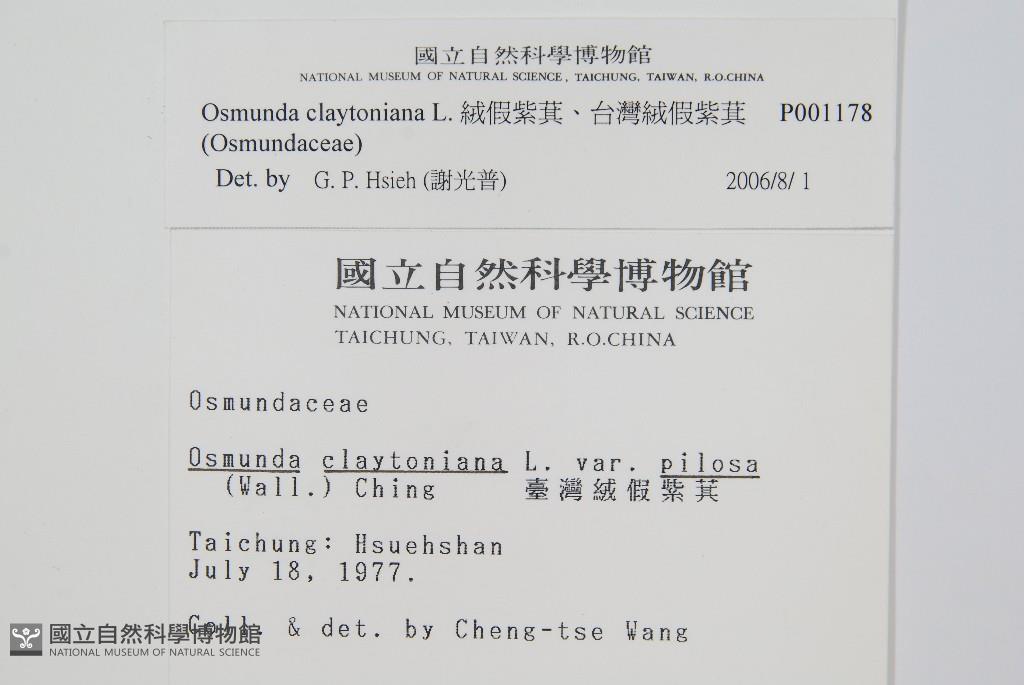 國立自然科學博物館
NATIONAL MUSEUM OF NATURAL SCIENCE, TAICHUNG, TAIWAN, R.O.CHINA
Osmunda claytoniana L. 絨假紫萁、台灣絨假紫萁 P001178
(Osmundaceae)
Det. by G. P. Hsieh (謝光普) 2006/8/ 1
國立自然科學博物館
NATIONAL MUSEUM OF NATURAL SCIENCE
TAICHUNG, TAIWAN, R.O.CHINA
Osmundaceae
Osmunda claytoniana L. var. pilosa
(Wall.) Ching 臺灣絨假紫萁
Taichung: Hsuehshan
July 18, 1977.
Coll. & det. by Cheng-tse Wang
國立自然科學博物館
NATIONAL MUSEUM OF NATURAL SCIENCE